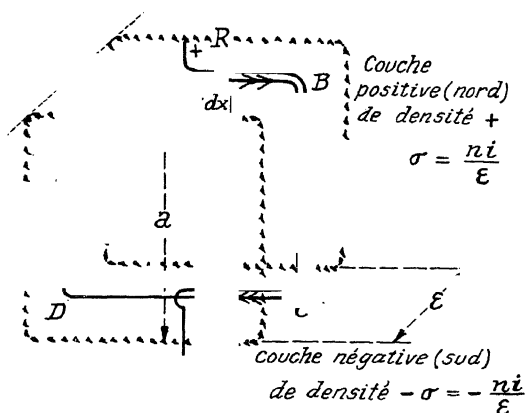 R
+
B
dx
Couche
positive (nord)
de densité +
σ = ni/ε
a
D
ε
couche négative (sud)
de densité - σ = - ni/ε